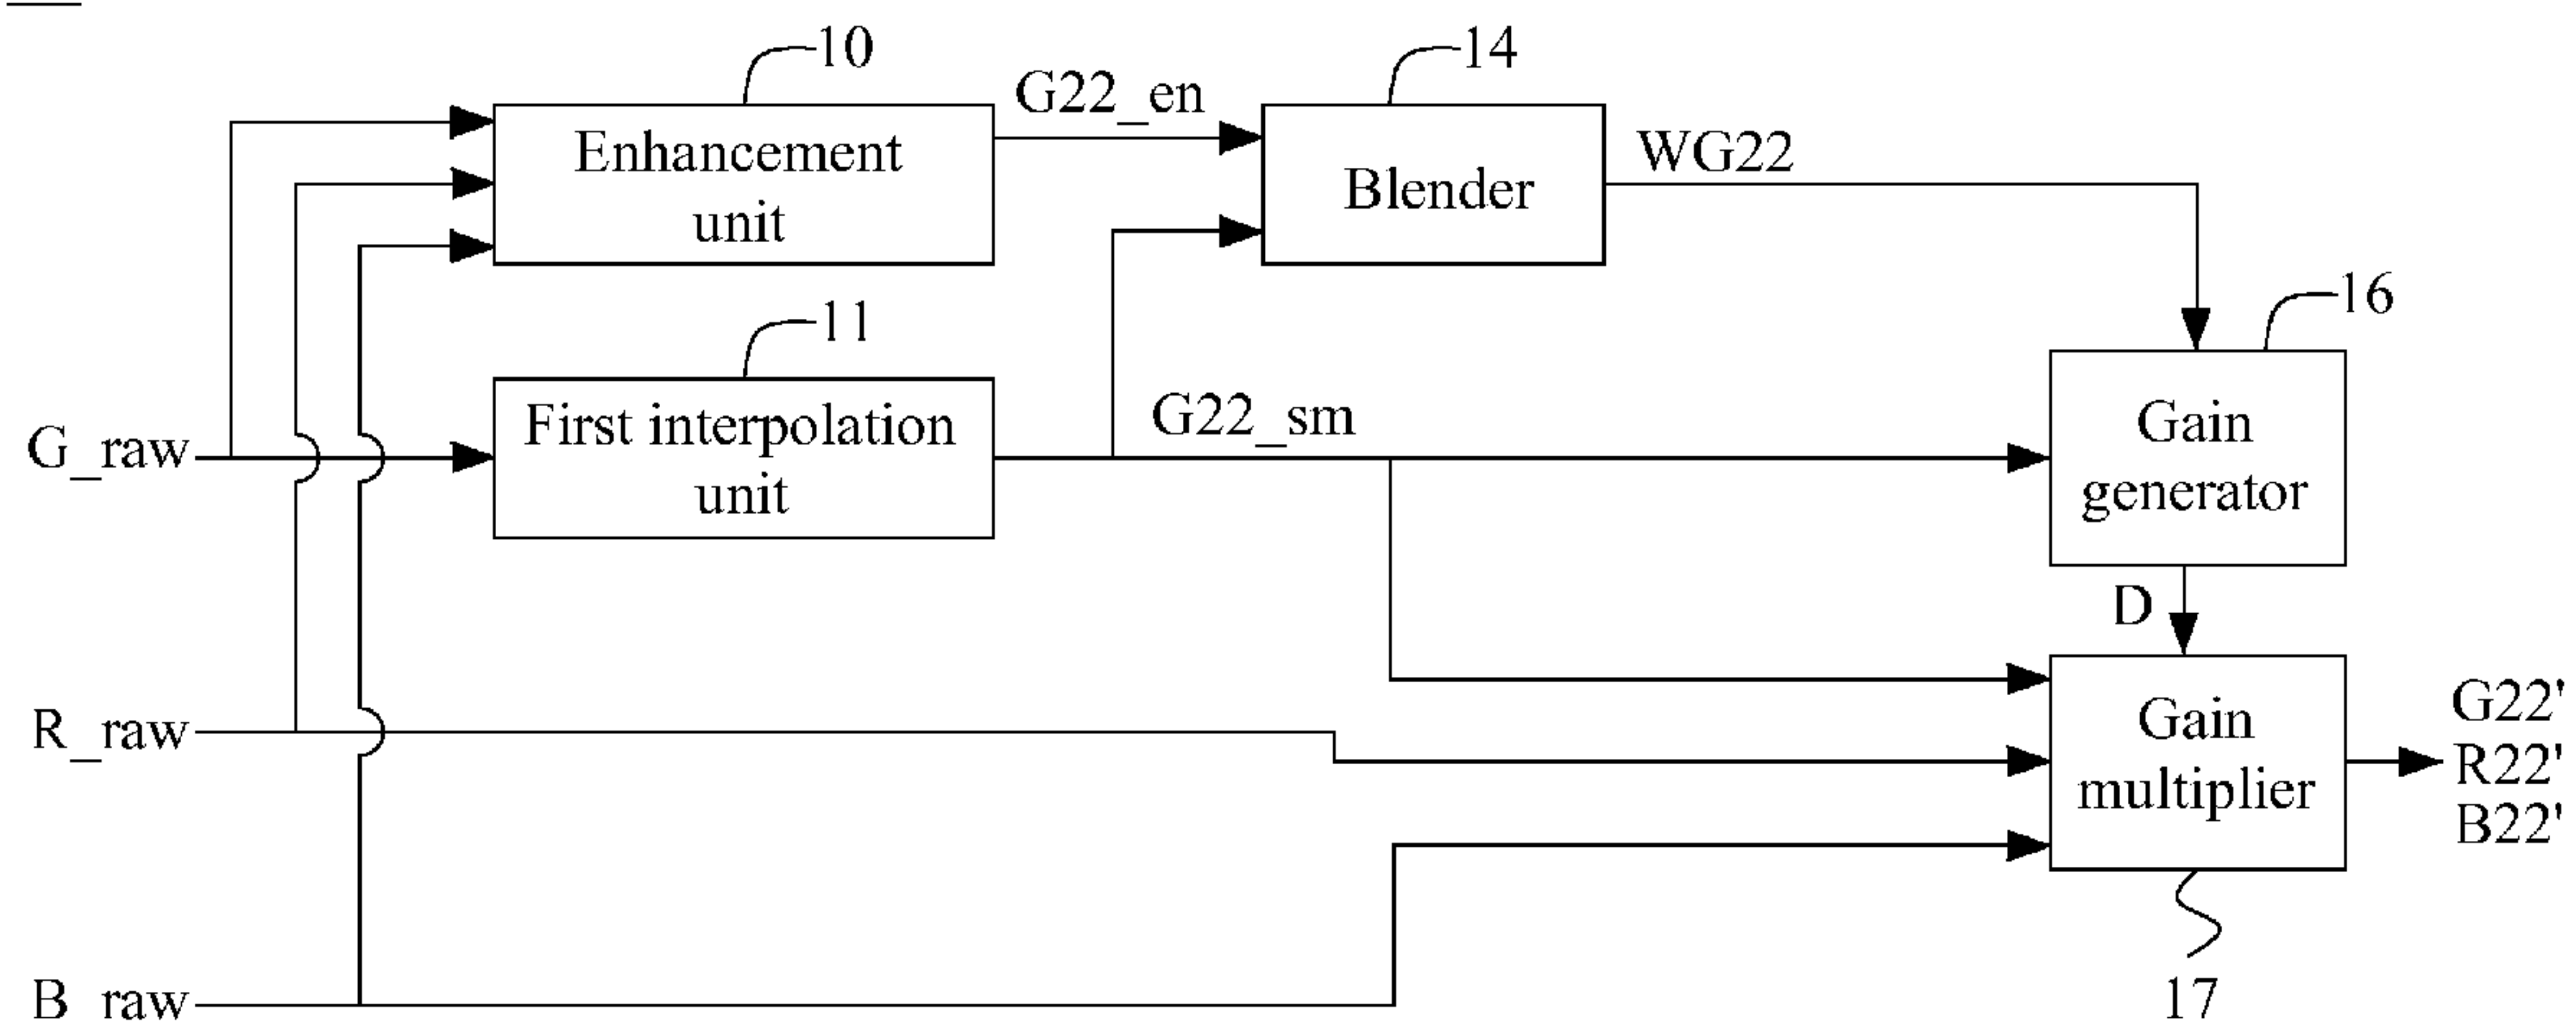 10
14
G22_en
Enhancement
unit
Blender
WG22
11
16
G_raw
First interpolation
unit
G22_sm
Gain
generator
D
R_raw
Gain
multiplier
G22'
R22'
B22'
B_raw
17